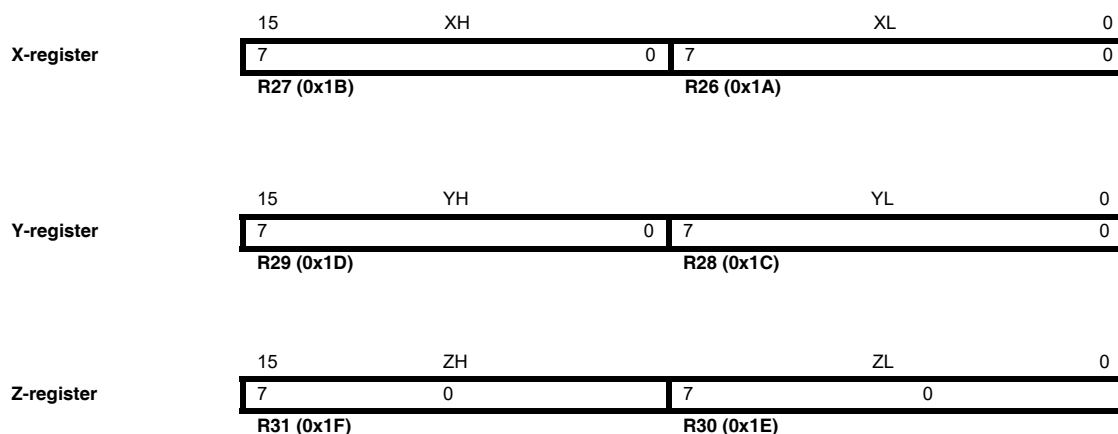 15 XH XL 0
X-register 7 0 7 0
R27 (0x1B) R26 (0x1A)
15 YH YL 0
Y-register 7 0 7 0
R29 (0x1D) R28 (0x1C)
15 ZH ZL 0
Z-register 7 0 7 0
R31 (0x1F) R30 (0x1E)